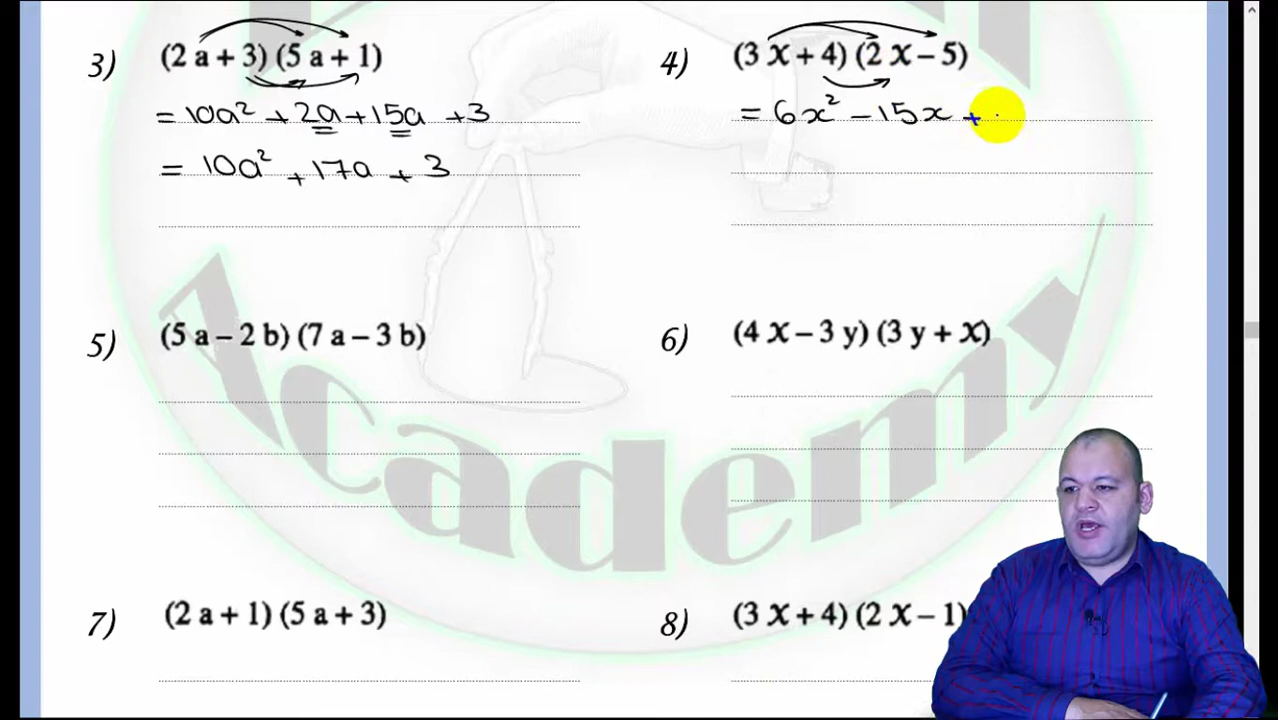 3) (2 a + 3) (5 a + 1)
= 10a² + 2a + 15a + 3
= 10a² + 17a + 3
4) (3 X + 4) (2 X – 5)
= 6x² – 15x +
5) (5 a – 2 b) (7 a – 3 b)
6) (4 X – 3 y) (3 y + X)
7) (2 a + 1) (5 a + 3)
8) (3 X + 4) (2 X – 1)
Academy